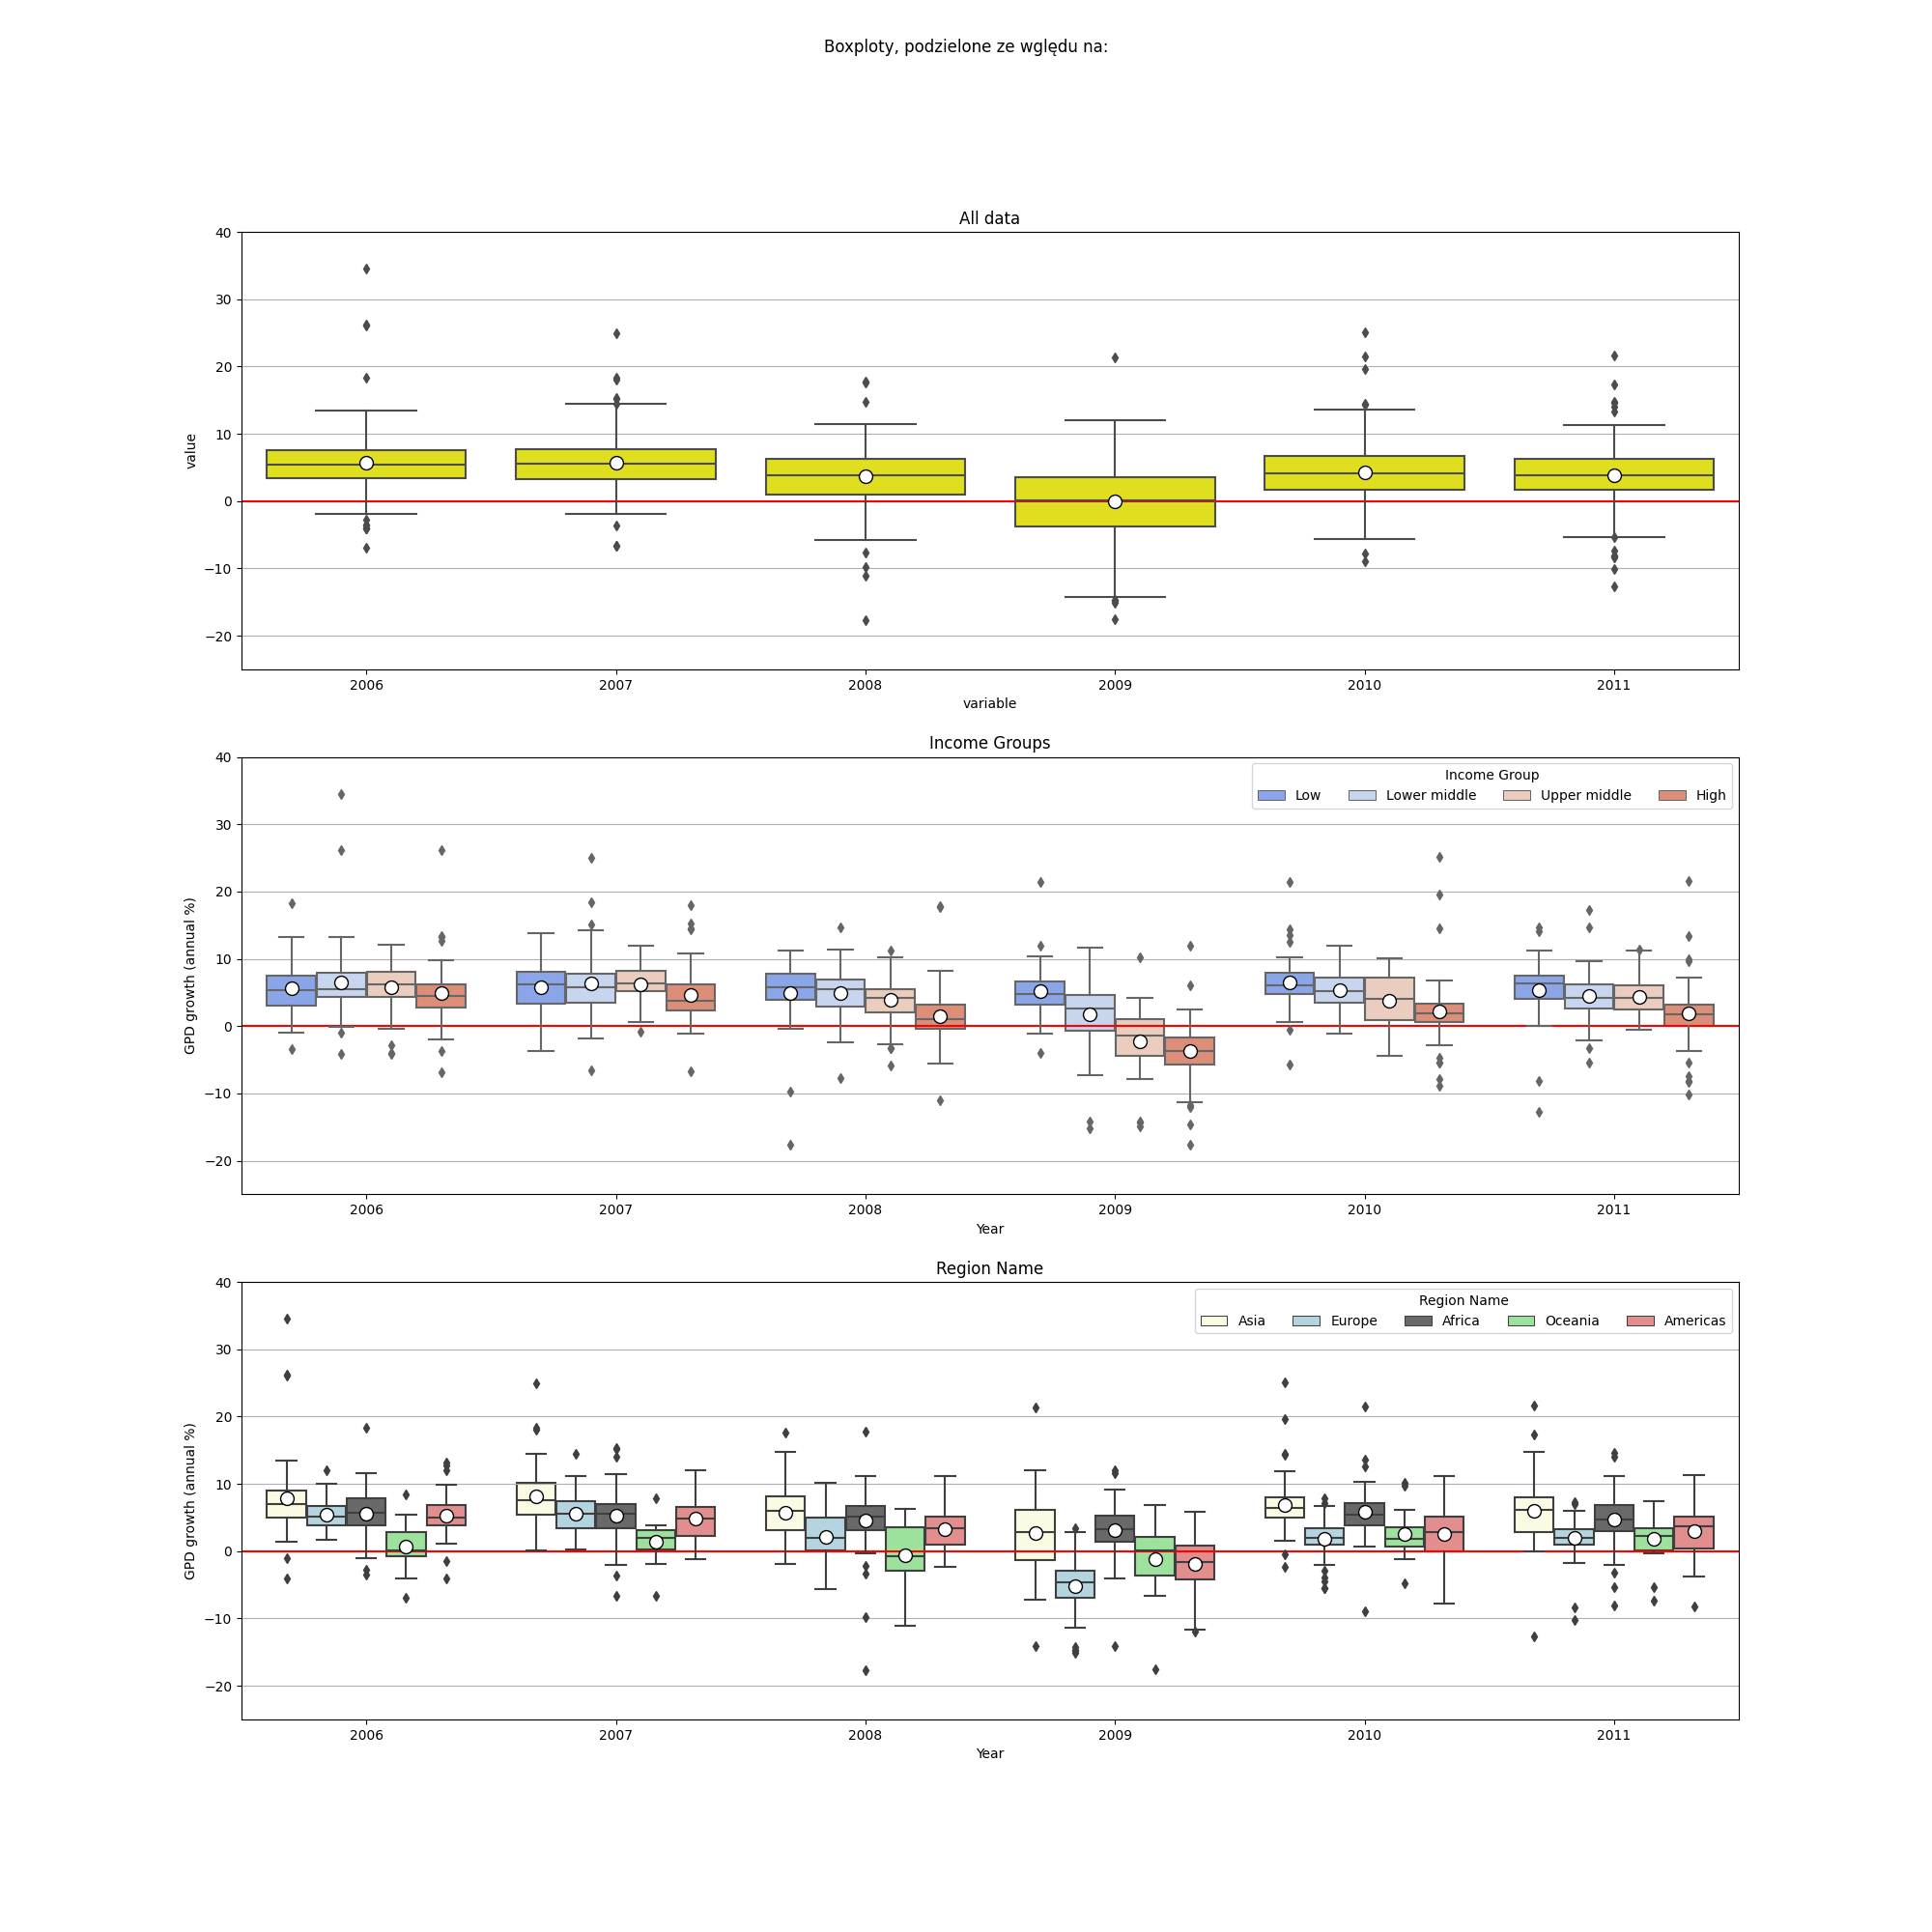 Boxploty, podzielone ze wględu na:
All data
40
30
20
10
0
−10
−20
value
2006 2007 2008 2009 2010 2011
variable
Income Groups
Income Group
Low Lower middle Upper middle High
40
30
20
10
0
−10
−20
GPD growth (annual %)
2006 2007 2008 2009 2010 2011
Year
Region Name
Region Name
Asia Europe Africa Oceania Americas
40
30
20
10
0
−10
−20
GPD growth (annual %)
2006 2007 2008 2009 2010 2011
Year